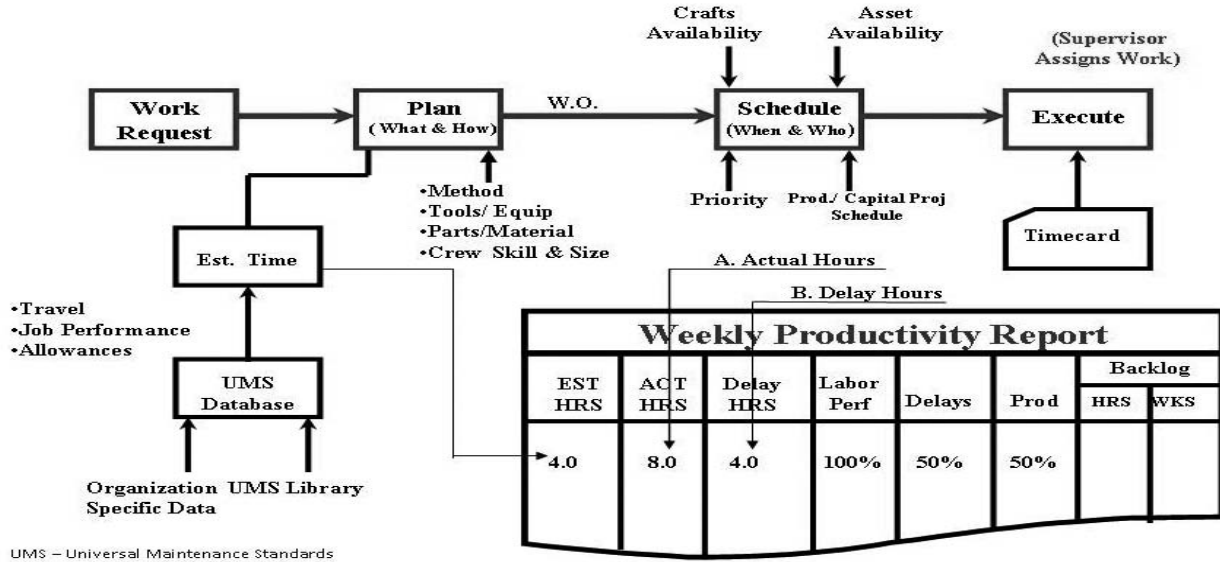 Crafts
Availability
Asset
Availability
(Supervisor
Assigns Work)
Work
Request
Plan
( What & How)
W.O.
Schedule
(When & Who)
Execute
•Method
•Tools/ Equip
•Parts/Material
•Crew Skill & Size
Priority
Prod./ Capital Proj
Schedule
Timecard
Est. Time
A. Actual Hours
B. Delay Hours
•Travel
•Job Performance
•Allowances
UMS
Database
Organization
Specific Data
UMS Library
Weekly Productivity Report
EST
HRS
ACT
HRS
Delay
HRS
Labor
Perf
Delays
Prod
Backlog
HRS
WKS
4.0
8.0
4.0
100%
50%
50%
UMS – Universal Maintenance Standards